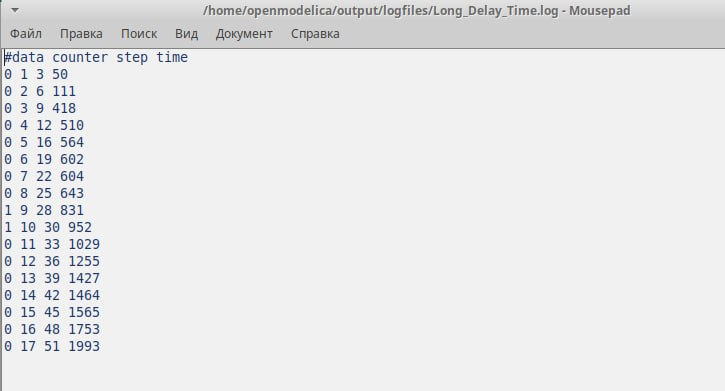 /home/openmodelica/output/logfiles/Long_Delay_Time.log - Mousepad
Файл Правка Поиск Вид Документ Справка
#data counter step time
0 1 3 50
0 2 6 111
0 3 9 418
0 4 12 510
0 5 16 564
0 6 19 602
0 7 22 604
0 8 25 643
1 9 28 831
1 10 30 952
0 11 33 1029
0 12 36 1255
0 13 39 1427
0 14 42 1464
0 15 45 1565
0 16 48 1753
0 17 51 1993